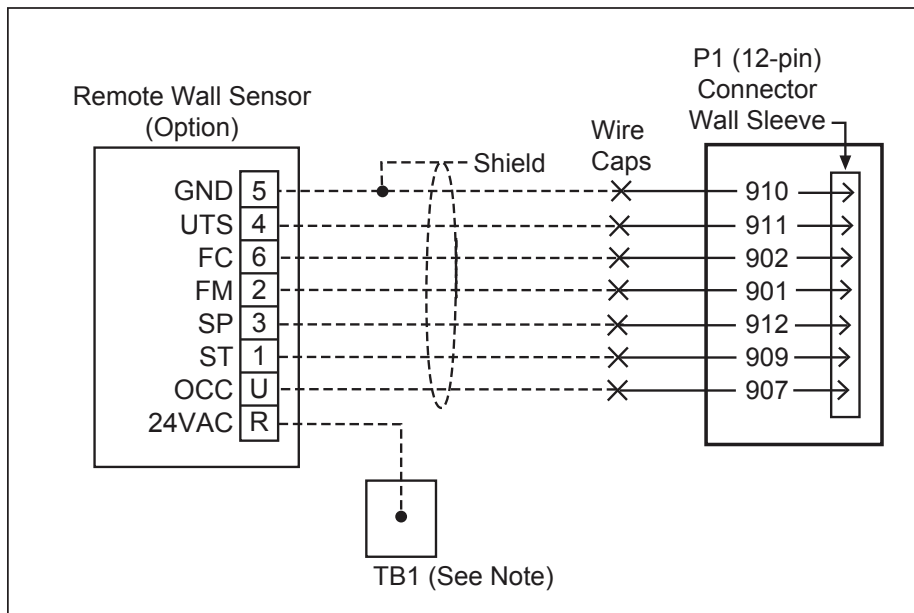 P1 (12-pin)
Connector
Wall Sleeve
Remote Wall Sensor
(Option)
Wire
Caps
Shield
GND 5 910
UTS 4 911
FC 6 902
FM 2 901
SP 3 912
ST 1 909
OCC U 907
24VAC R
TB1 (See Note)